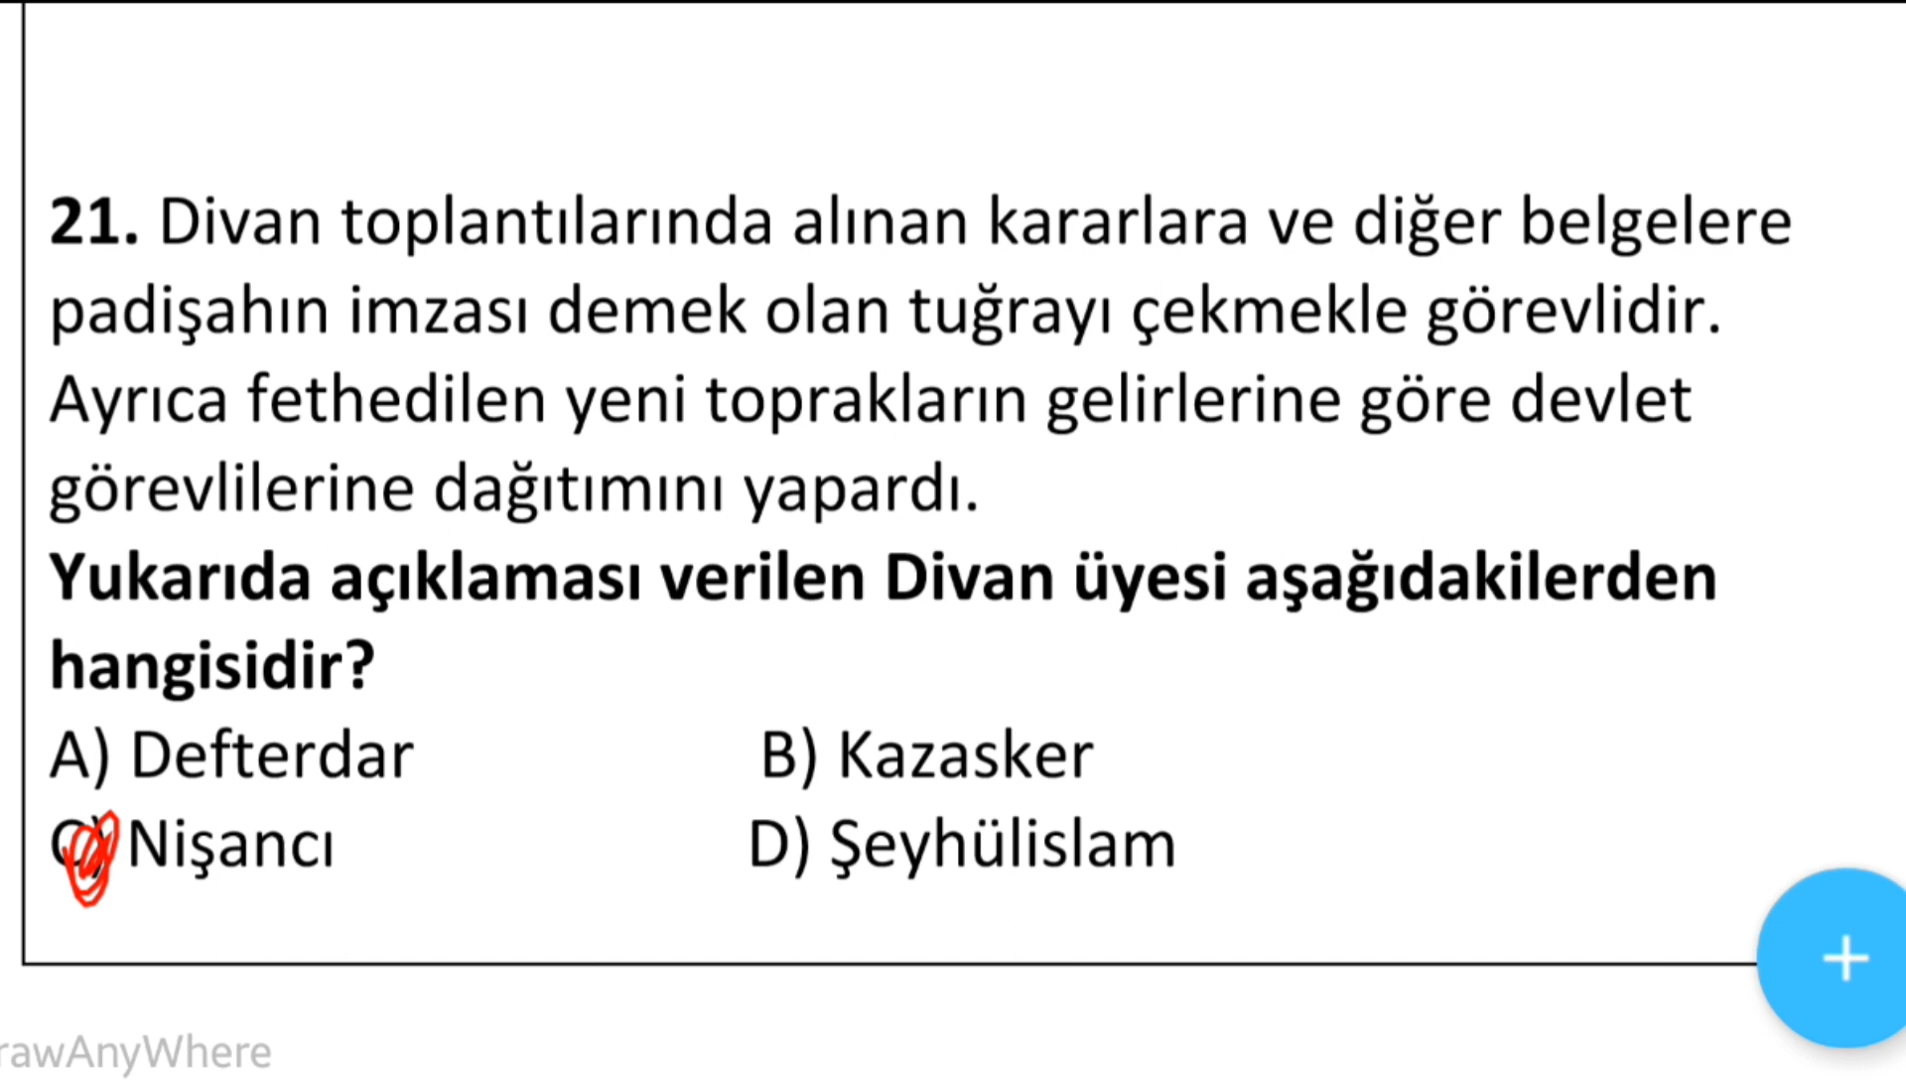 21. Divan toplantılarında alınan kararlara ve diğer belgelere
padişahın imzası demek olan tuğrayı çekmekle görevlidir.
Ayrıca fethedilen yeni toprakların gelirlerine göre devlet
görevlilerine dağıtımını yapardı.
Yukarıda açıklaması verilen Divan üyesi aşağıdakilerden
hangisidir?
A) Defterdar B) Kazasker
C) Nişancı D) Şeyhülislam
+
rawAnyWhere